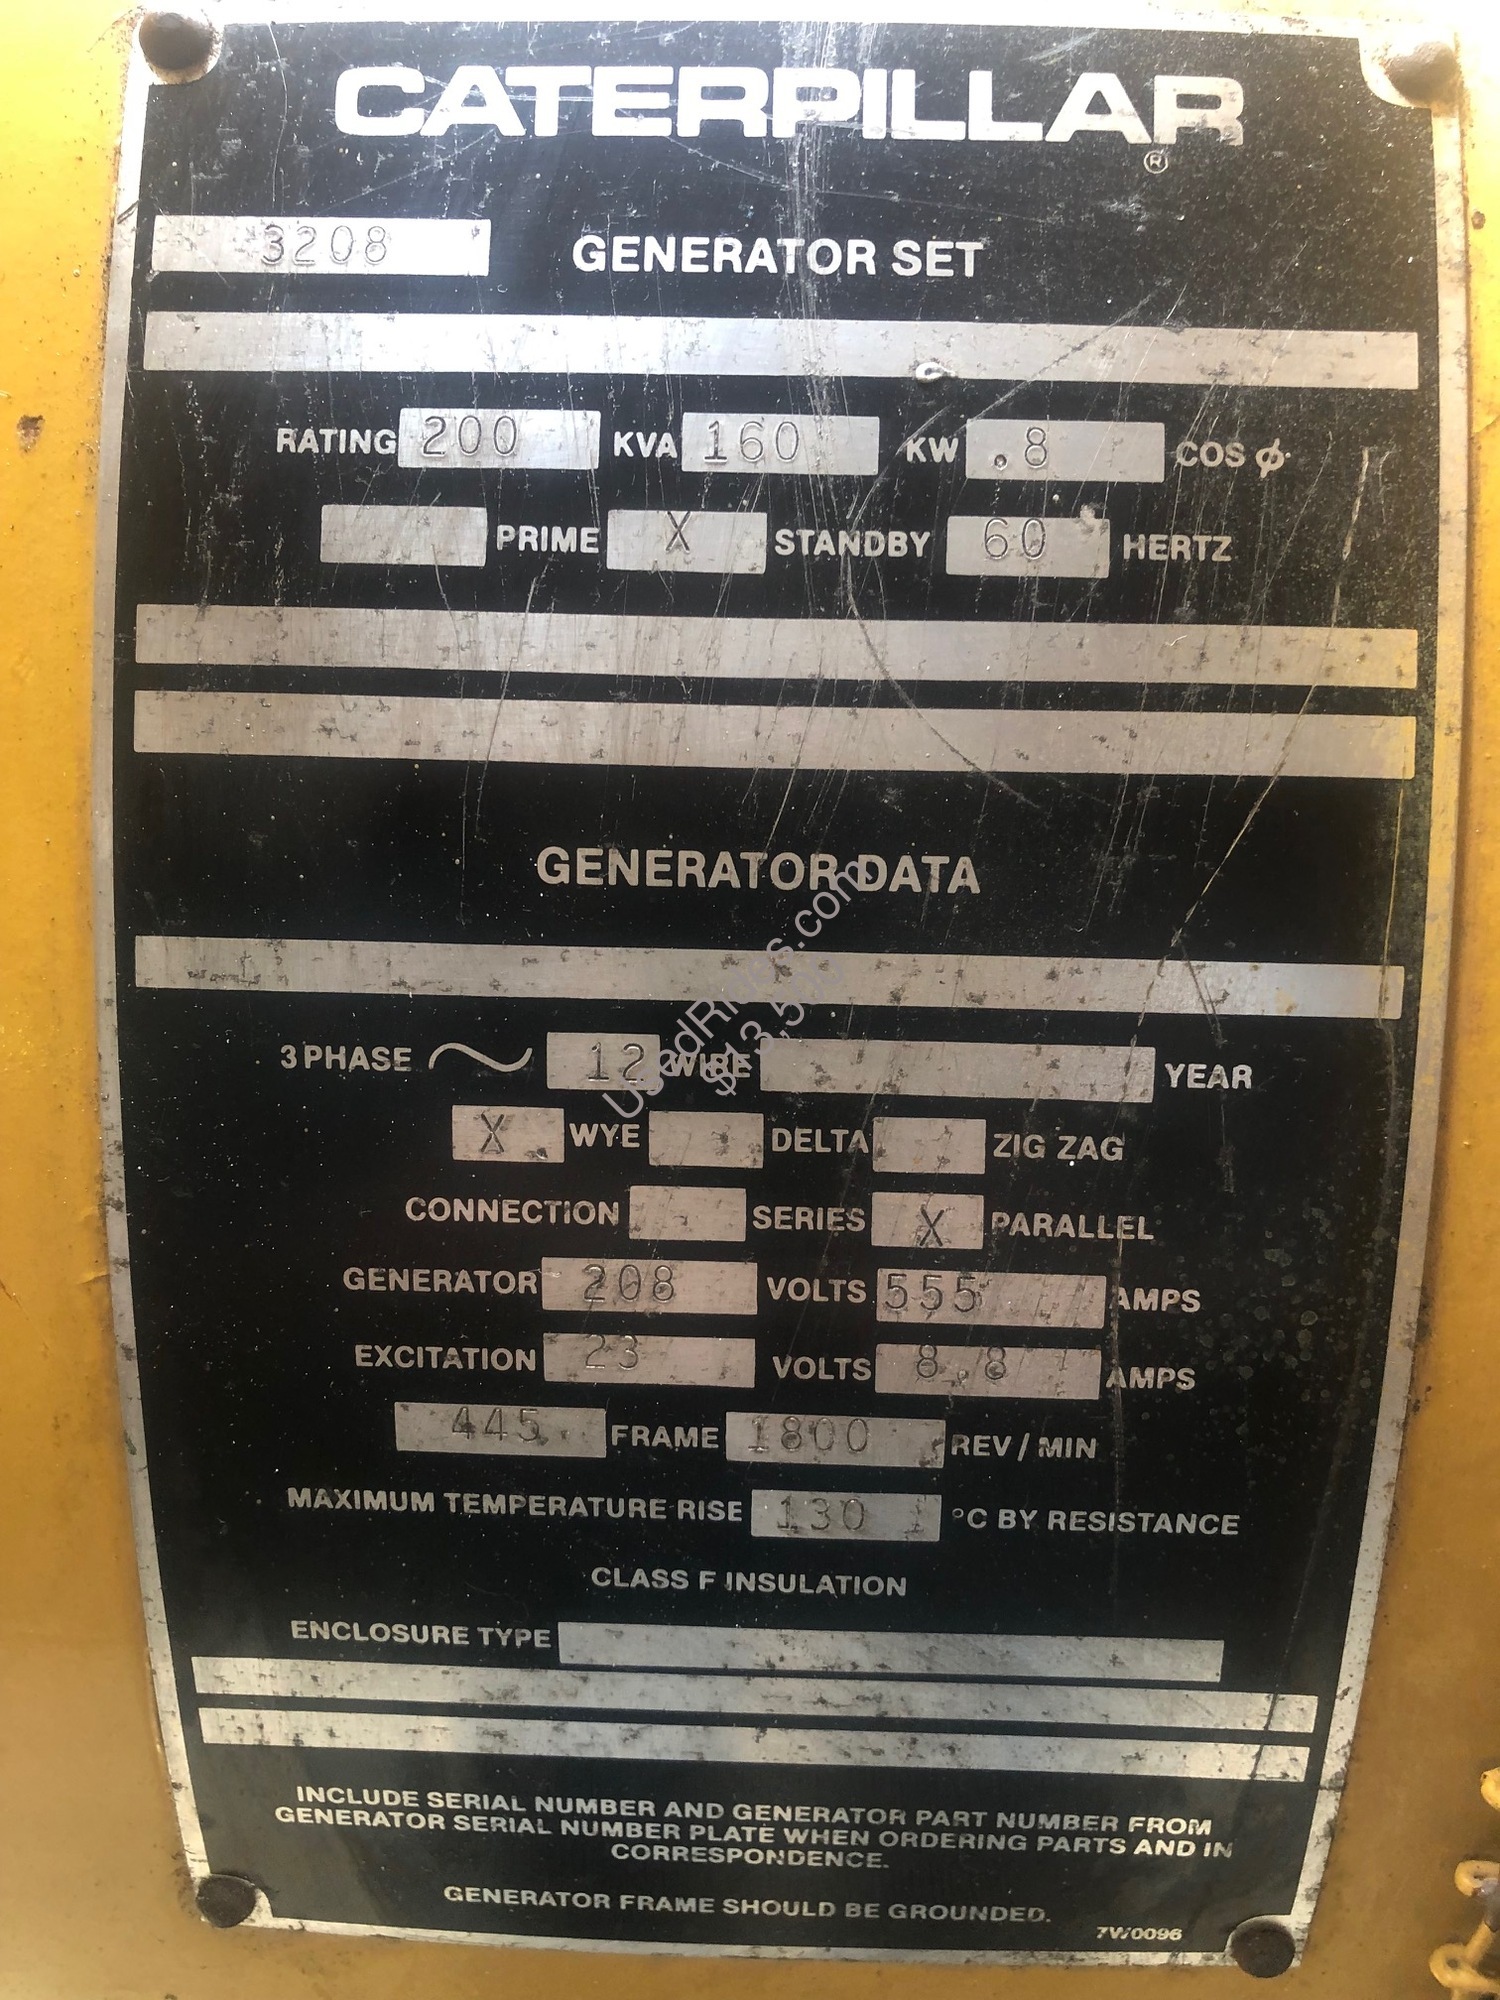 CATERPILLAR
®
3208 GENERATOR SET
RATING 200 KVA 160 KW .8 COS ϕ
PRIME X STANDBY 60 HERTZ
GENERATOR DATA
3 PHASE ~ 12 WIRE YEAR
X WYE DELTA ZIG ZAG
CONNECTION SERIES X PARALLEL
GENERATOR 208 VOLTS 555 AMPS
EXCITATION 23 VOLTS 8.8 AMPS
445 FRAME 1800 REV / MIN
MAXIMUM TEMPERATURE RISE 130 °C BY RESISTANCE
CLASS F INSULATION
ENCLOSURE TYPE
INCLUDE SERIAL NUMBER AND GENERATOR PART NUMBER FROM
GENERATOR SERIAL NUMBER PLATE WHEN ORDERING PARTS AND IN
CORRESPONDENCE.
GENERATOR FRAME SHOULD BE GROUNDED.
7W0096